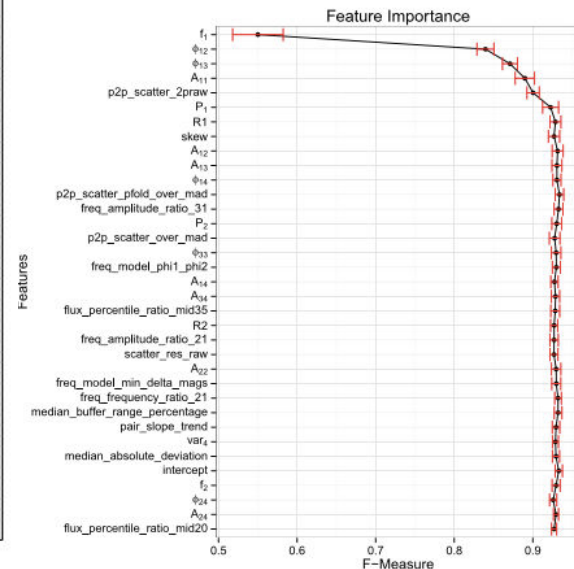 Feature Importance
f₁
ϕ₁₂
ϕ₁₃
A₁₁
p2p_scatter_2praw
P₁
R1
skew
A₁₂
A₁₃
ϕ₁₄
p2p_scatter_pfold_over_mad
freq_amplitude_ratio_31
P₂
p2p_scatter_over_mad
ϕ₃₃
freq_model_phi1_phi2
A₁₄
A₃₄
flux_percentile_ratio_mid35
R2
freq_amplitude_ratio_21
scatter_res_raw
A₂₂
freq_model_min_delta_mags
freq_frequency_ratio_21
median_buffer_range_percentage
pair_slope_trend
var₄
median_absolute_deviation
intercept
f₂
ϕ₂₄
A₂₄
flux_percentile_ratio_mid20
Features
0.5 0.6 0.7 0.8 0.9
F−Measure